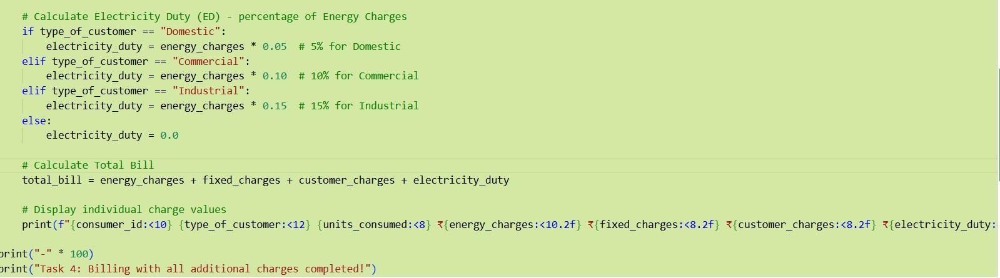 # Calculate Electricity Duty (ED) - percentage of Energy Charges
if type_of_customer == "Domestic":
electricity_duty = energy_charges * 0.05  # 5% for Domestic
elif type_of_customer == "Commercial":
electricity_duty = energy_charges * 0.10  # 10% for Commercial
elif type_of_customer == "Industrial":
electricity_duty = energy_charges * 0.15  # 15% for Industrial
else:
electricity_duty = 0.0
# Calculate Total Bill
total_bill = energy_charges + fixed_charges + customer_charges + electricity_duty
# Display individual charge values
print(f"{consumer_id:<10} {type_of_customer:<12} {units_consumed:<8} ₹{energy_charges:<10.2f} ₹{fixed_charges:<8.2f} ₹{customer_charges:<8.2f} ₹{electricity_duty:
print("-" * 100)
print("Task 4: Billing with all additional charges completed!")